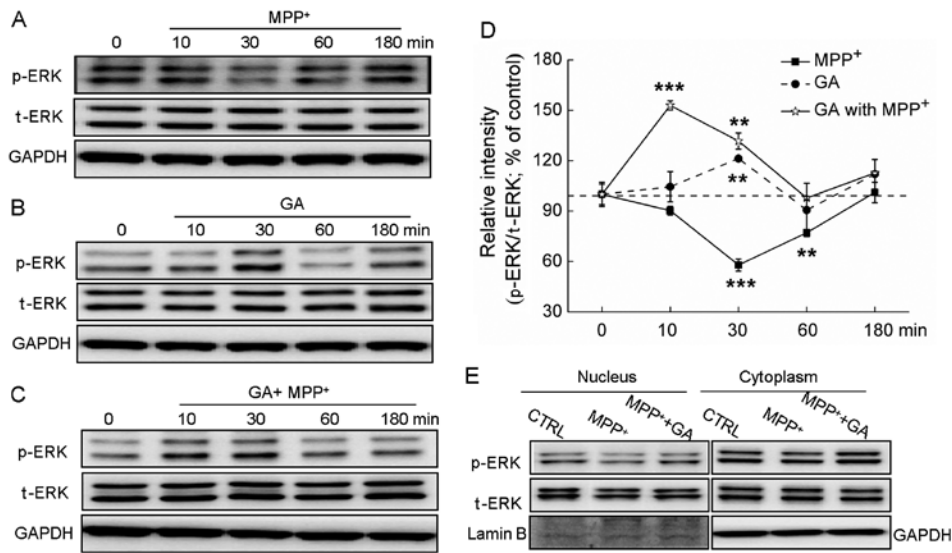 A
MPP⁺
0 10 30 60 180 min
p-ERK
t-ERK
GAPDH
B
GA
0 10 30 60 180 min
p-ERK
t-ERK
GAPDH
C
GA+ MPP⁺
0 10 30 60 180 min
p-ERK
t-ERK
GAPDH
D
MPP⁺
GA
GA with MPP⁺
Relative intensity
(p-ERK/t-ERK; % of control)
180
150
120
90
60
30
***
**
**
**
***
0 10 30 60 180 min
E
Nucleus Cytoplasm
CTRL MPP⁺ MPP⁺+GA CTRL MPP⁺ MPP⁺+GA
p-ERK
t-ERK
Lamin B GAPDH